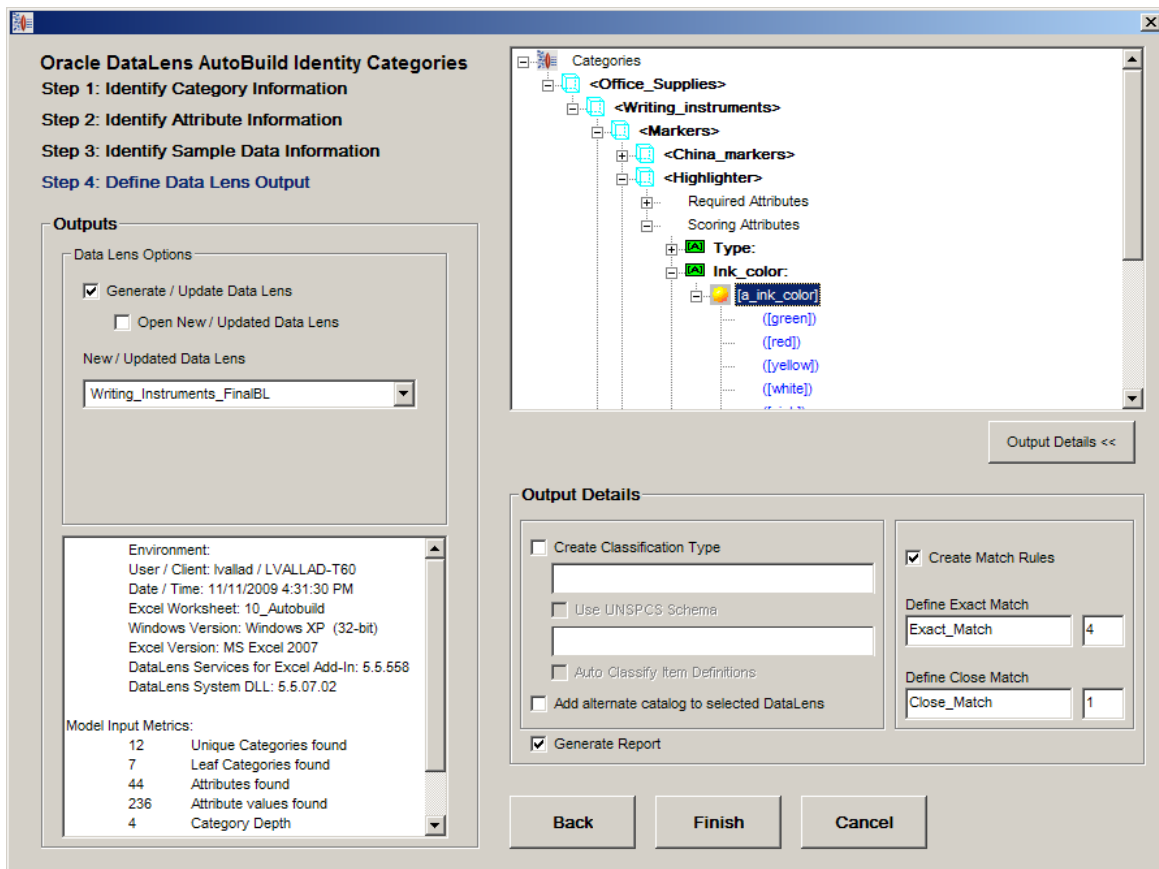 Oracle DataLens AutoBuild Identity Categories
Step 1: Identify Category Information
Step 2: Identify Attribute Information
Step 3: Identify Sample Data Information
Step 4: Define Data Lens Output
Outputs
Data Lens Options
Generate / Update Data Lens
Open New / Updated Data Lens
New / Updated Data Lens
Writing_Instruments_FinalBL
Environment:
User / Client: lvallad / LVALLAD-T60
Date / Time: 11/11/2009 4:31:30 PM
Excel Worksheet: 10_Autobuild
Windows Version: Windows XP (32-bit)
Excel Version: MS Excel 2007
DataLens Services for Excel Add-In: 5.5.558
DataLens System DLL: 5.5.07.02
Model Input Metrics:
12 Unique Categories found
7 Leaf Categories found
44 Attributes found
236 Attribute values found
4 Category Depth
Categories
<Office_Supplies>
<Writing_instruments>
<Markers>
<China_markers>
<Highlighter>
Required Attributes
Scoring Attributes
[A] Type:
[A] Ink_color:
[a_ink_color]
([green])
([red])
([yellow])
([white])
Output Details <<
Output Details
Create Classification Type
Use UNSPCS Schema
Auto Classify Item Definitions
Add alternate catalog to selected DataLens
Generate Report
Create Match Rules
Define Exact Match
Exact_Match 4
Define Close Match
Close_Match 1
Back Finish Cancel